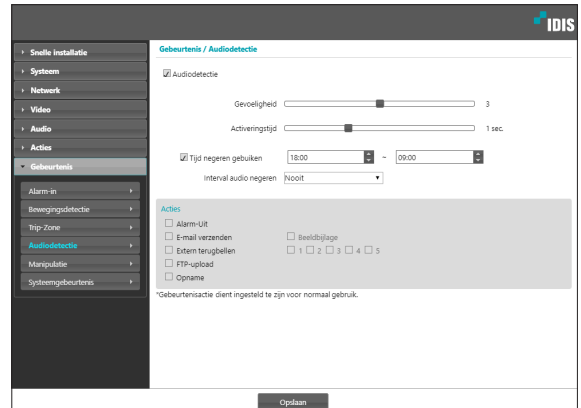 IDIS
Snelle installatie
Systeem
Netwerk
Video
Audio
Acties
Gebeurtenis
Alarm-in
Bewegingsdetectie
Trip-Zone
Audiodetectie
Manipulatie
Systeemgebeurtenis
Gebeurtenis / Audiodetectie
Audiodetectie
Gevoeligheid 3
Activeringstijd 1 sec.
Tijd negeren gebuiken 18:00 ~ 09:00
Interval audio negeren Nooit
Acties
Alarm-Uit
E-mail verzenden Beeldbijlage
Extern terugbellen 1 2 3 4 5
FTP-upload
Opname
*Gebeurtenisactie dient ingesteld te zijn voor normaal gebruik.
Opslaan